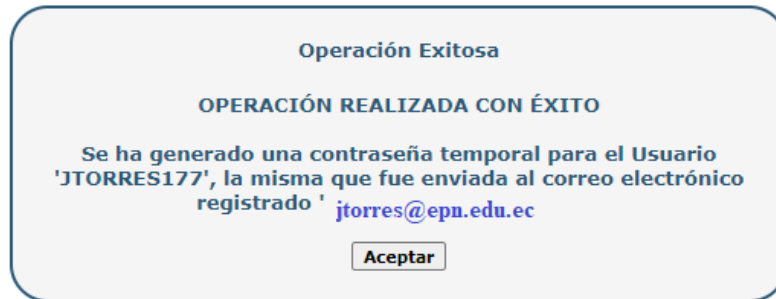 Operación Exitosa
OPERACIÓN REALIZADA CON ÉXITO
Se ha generado una contraseña temporal para el Usuario
'JTORRES177', la misma que fue enviada al correo electrónico
registrado ' jtorres@epn.edu.ec
Aceptar